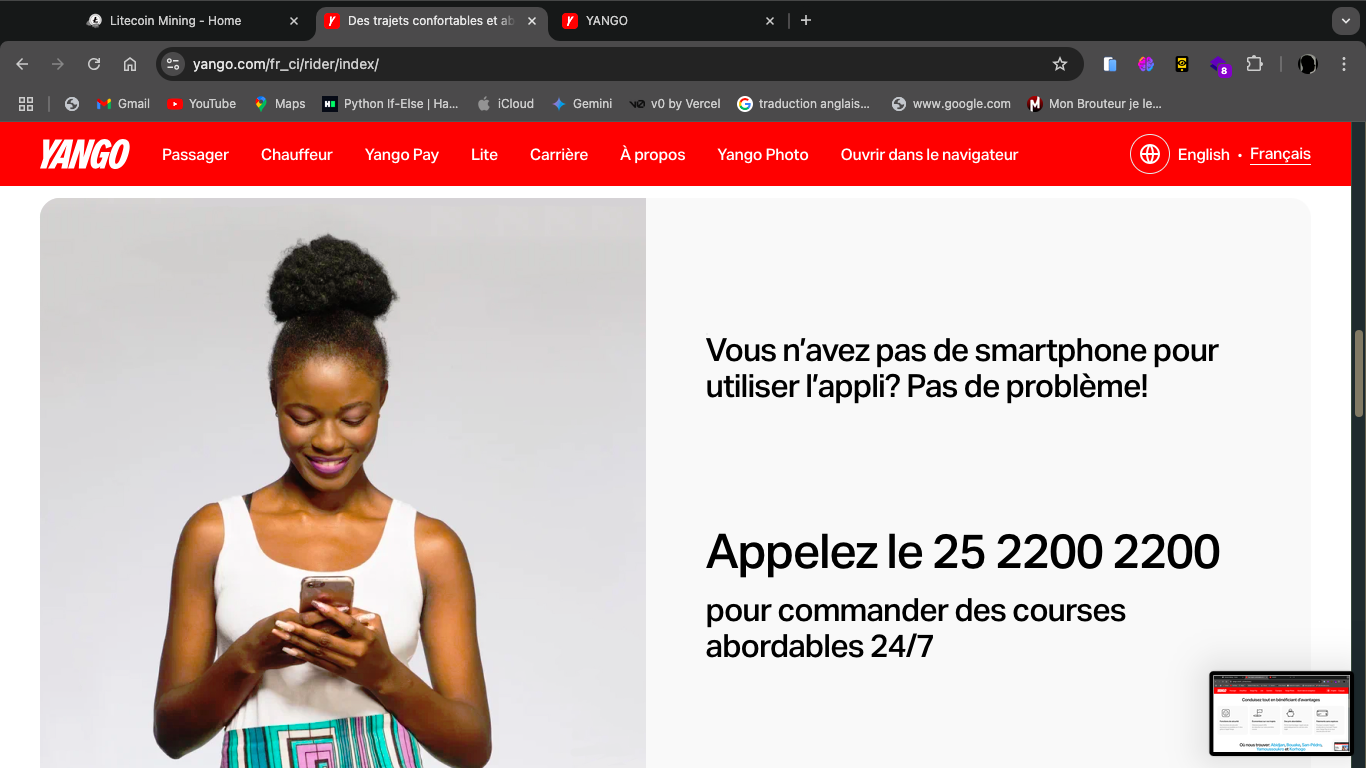 Litecoin Mining - Home
Des trajets confortables et ab
YANGO
yango.com/fr_ci/rider/index/
8
Gmail
YouTube
Maps
Python If-Else | Ha...
iCloud
Gemini
v0 by Vercel
traduction anglais...
www.google.com
Mon Brouteur je le...
YANGO
Passager
Chauffeur
Yango Pay
Lite
Carrière
À propos
Yango Photo
Ouvrir dans le navigateur
English • Français
Vous n’avez pas de smartphone pour
utiliser l’appli? Pas de problème!
Appelez le 25 2200 2200
pour commander des courses
abordables 24/7
Conduisez tout en bénéficiant d'avantages
Où nous trouver: Abidjan, Bouaké, San-Pédro,